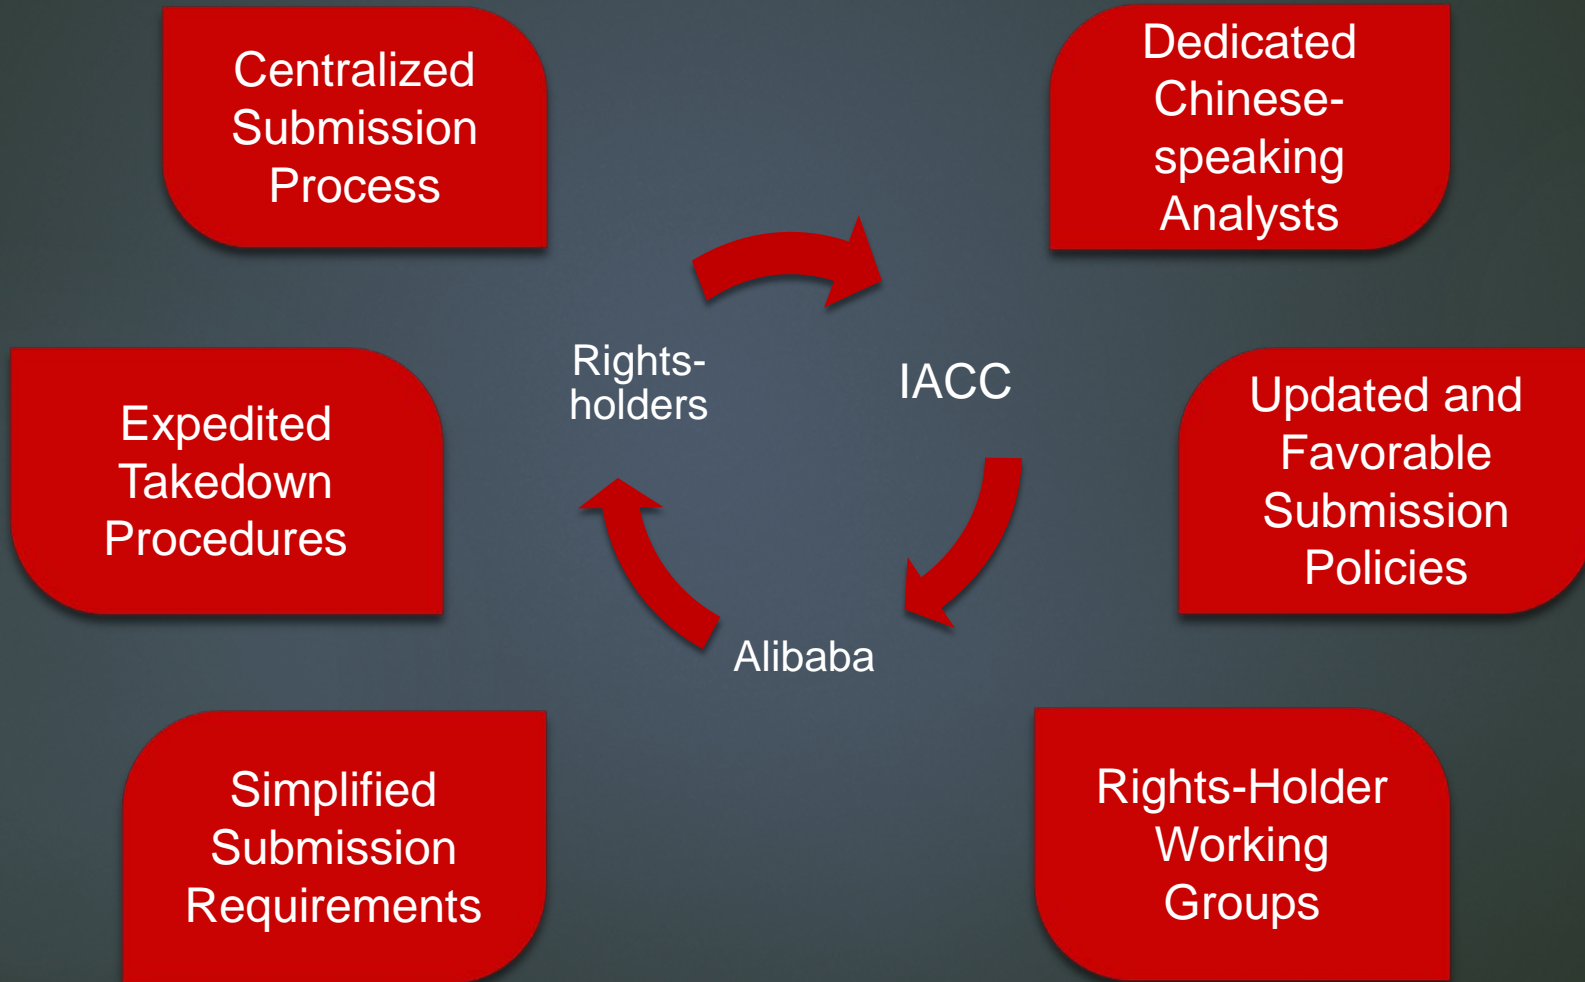 Centralized
Submission
Process
Dedicated
Chinese-
speaking
Analysts
Rights-
holders
IACC
Expedited
Takedown
Procedures
Updated and
Favorable
Submission
Policies
Alibaba
Simplified
Submission
Requirements
Rights-Holder
Working
Groups